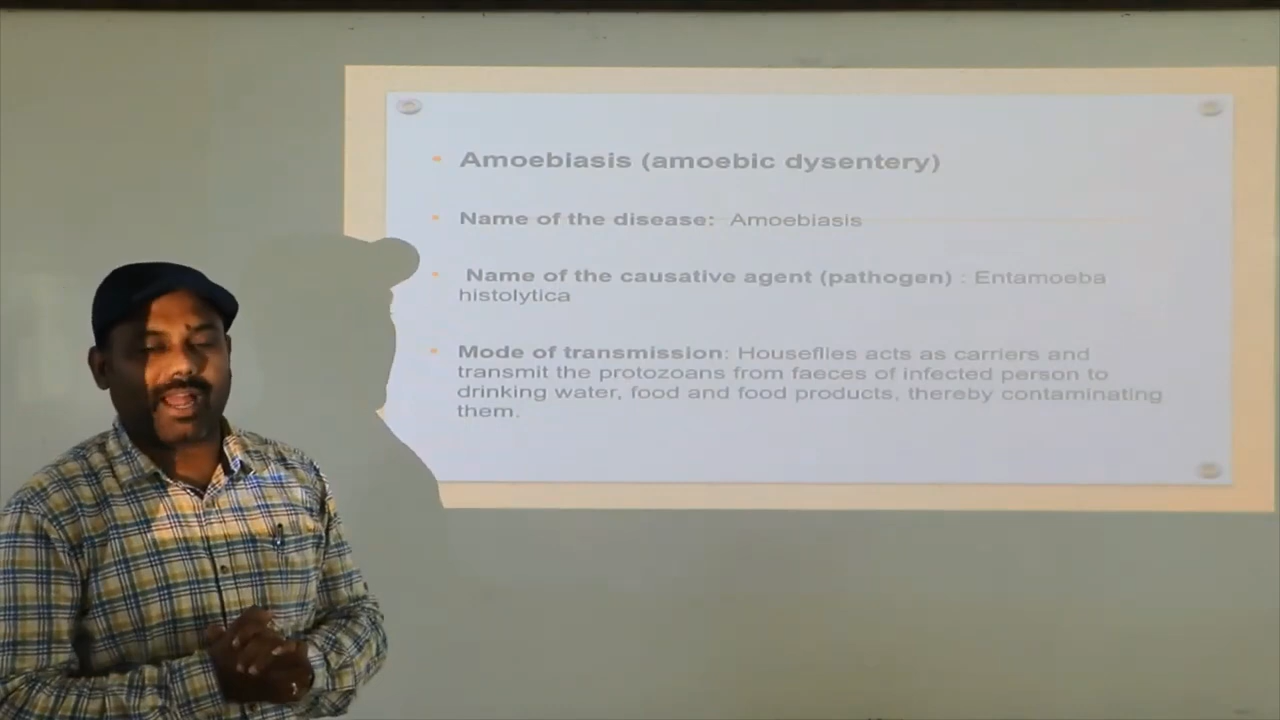 Amoebiasis (amoebic dysentery)
Name of the disease: Amoebiasis
Name of the causative agent (pathogen) : Entamoeba
histolytica
Mode of transmission: Houseflies acts as carriers and
transmit the protozoans from faeces of infected person to
drinking water, food and food products, thereby contaminating
them.